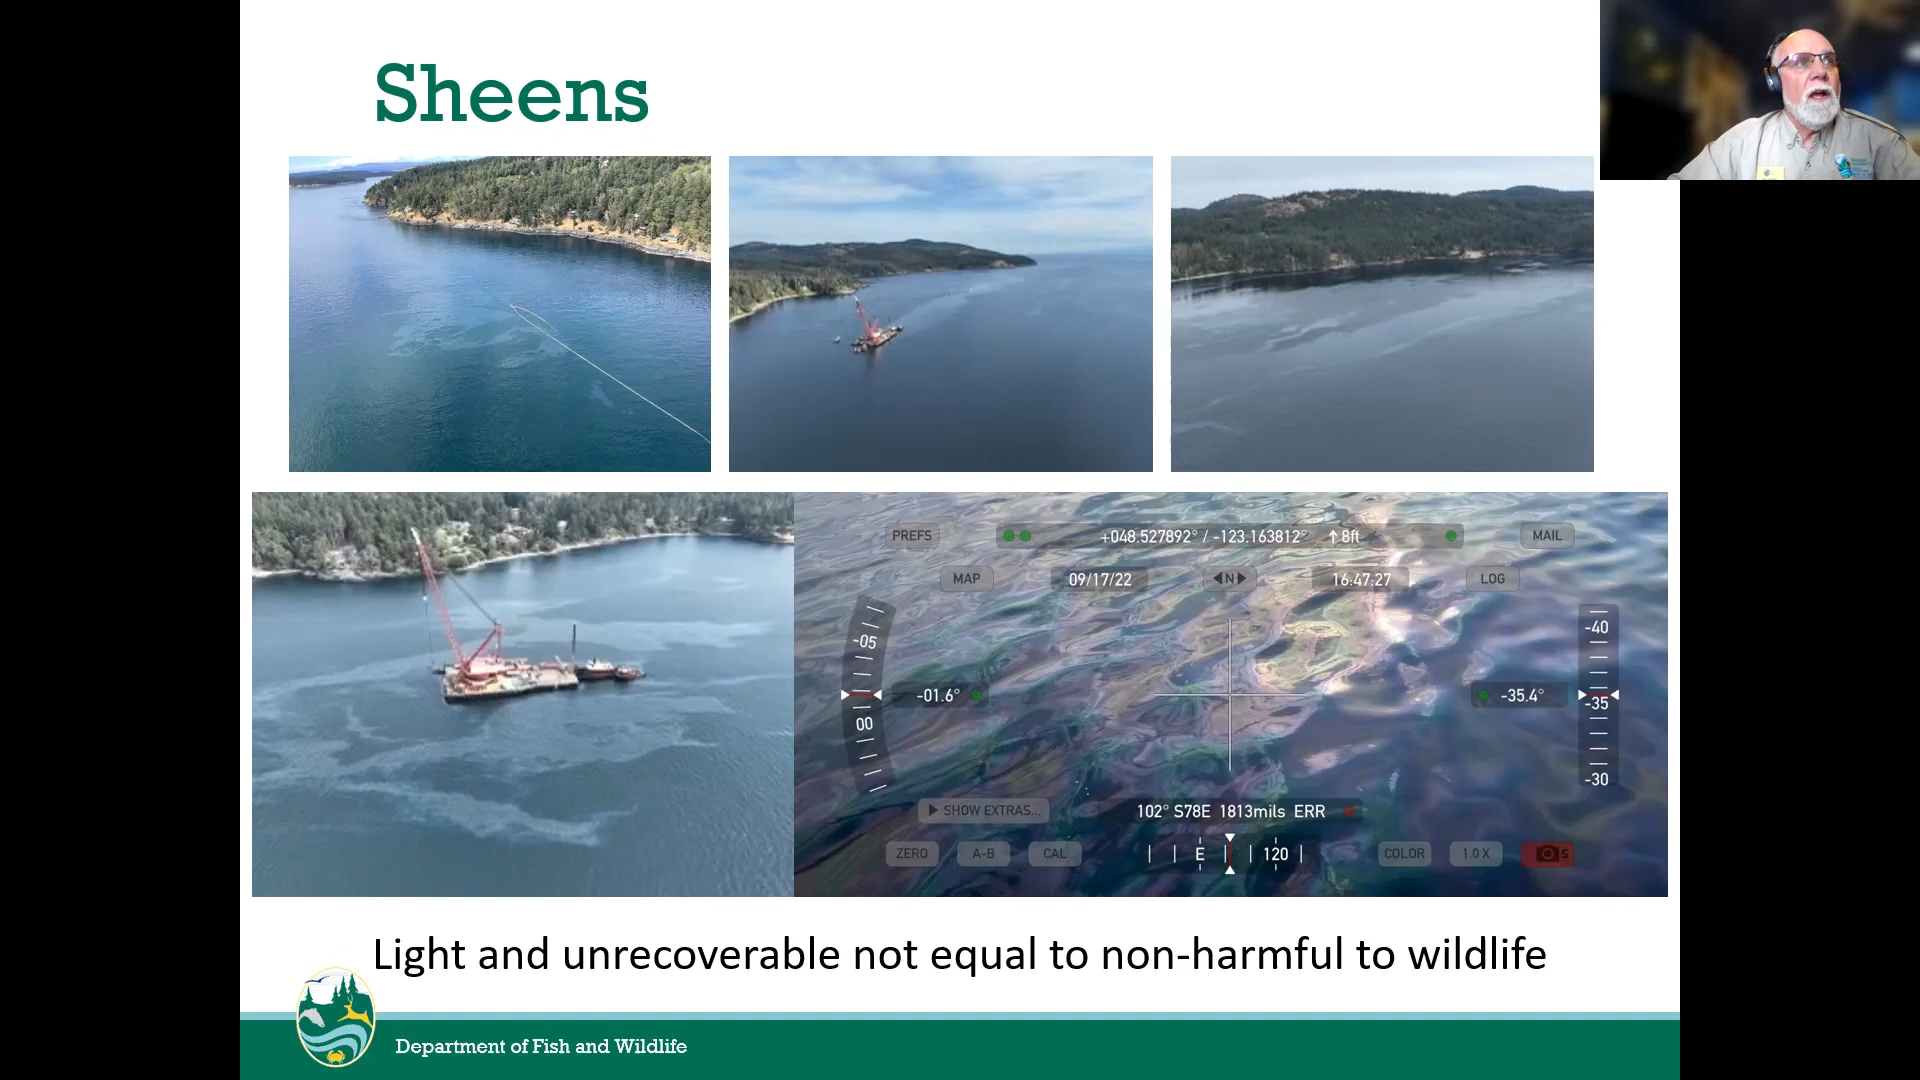 Sheens
PREFS
+048.527892° / -123.163812° ↑ 8ft
MAIL
MAP
09/17/22
◀N▶
16:47:27
LOG
-05
-40
-01.6°
-35.4°
-35
00
-30
▶ SHOW EXTRAS...
102° S78E 1813mils ERR
ZERO
A-B
CAL
E
120
COLOR
1.0 X
S
Light and unrecoverable not equal to non-harmful to wildlife
Department of Fish and Wildlife